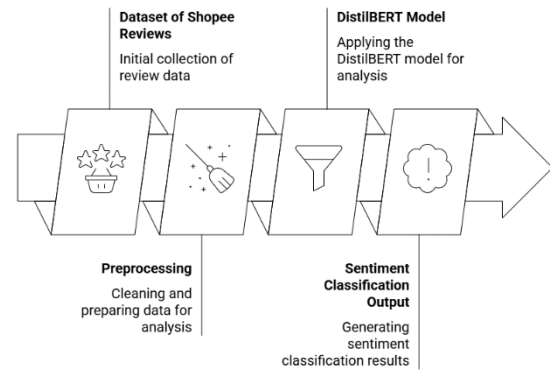 Dataset of Shopee
Reviews
Initial collection of
review data
DistilBERT Model
Applying the
DistilBERT model for
analysis
Preprocessing
Cleaning and
preparing data for
analysis
Sentiment
Classification
Output
Generating
sentiment
classification results